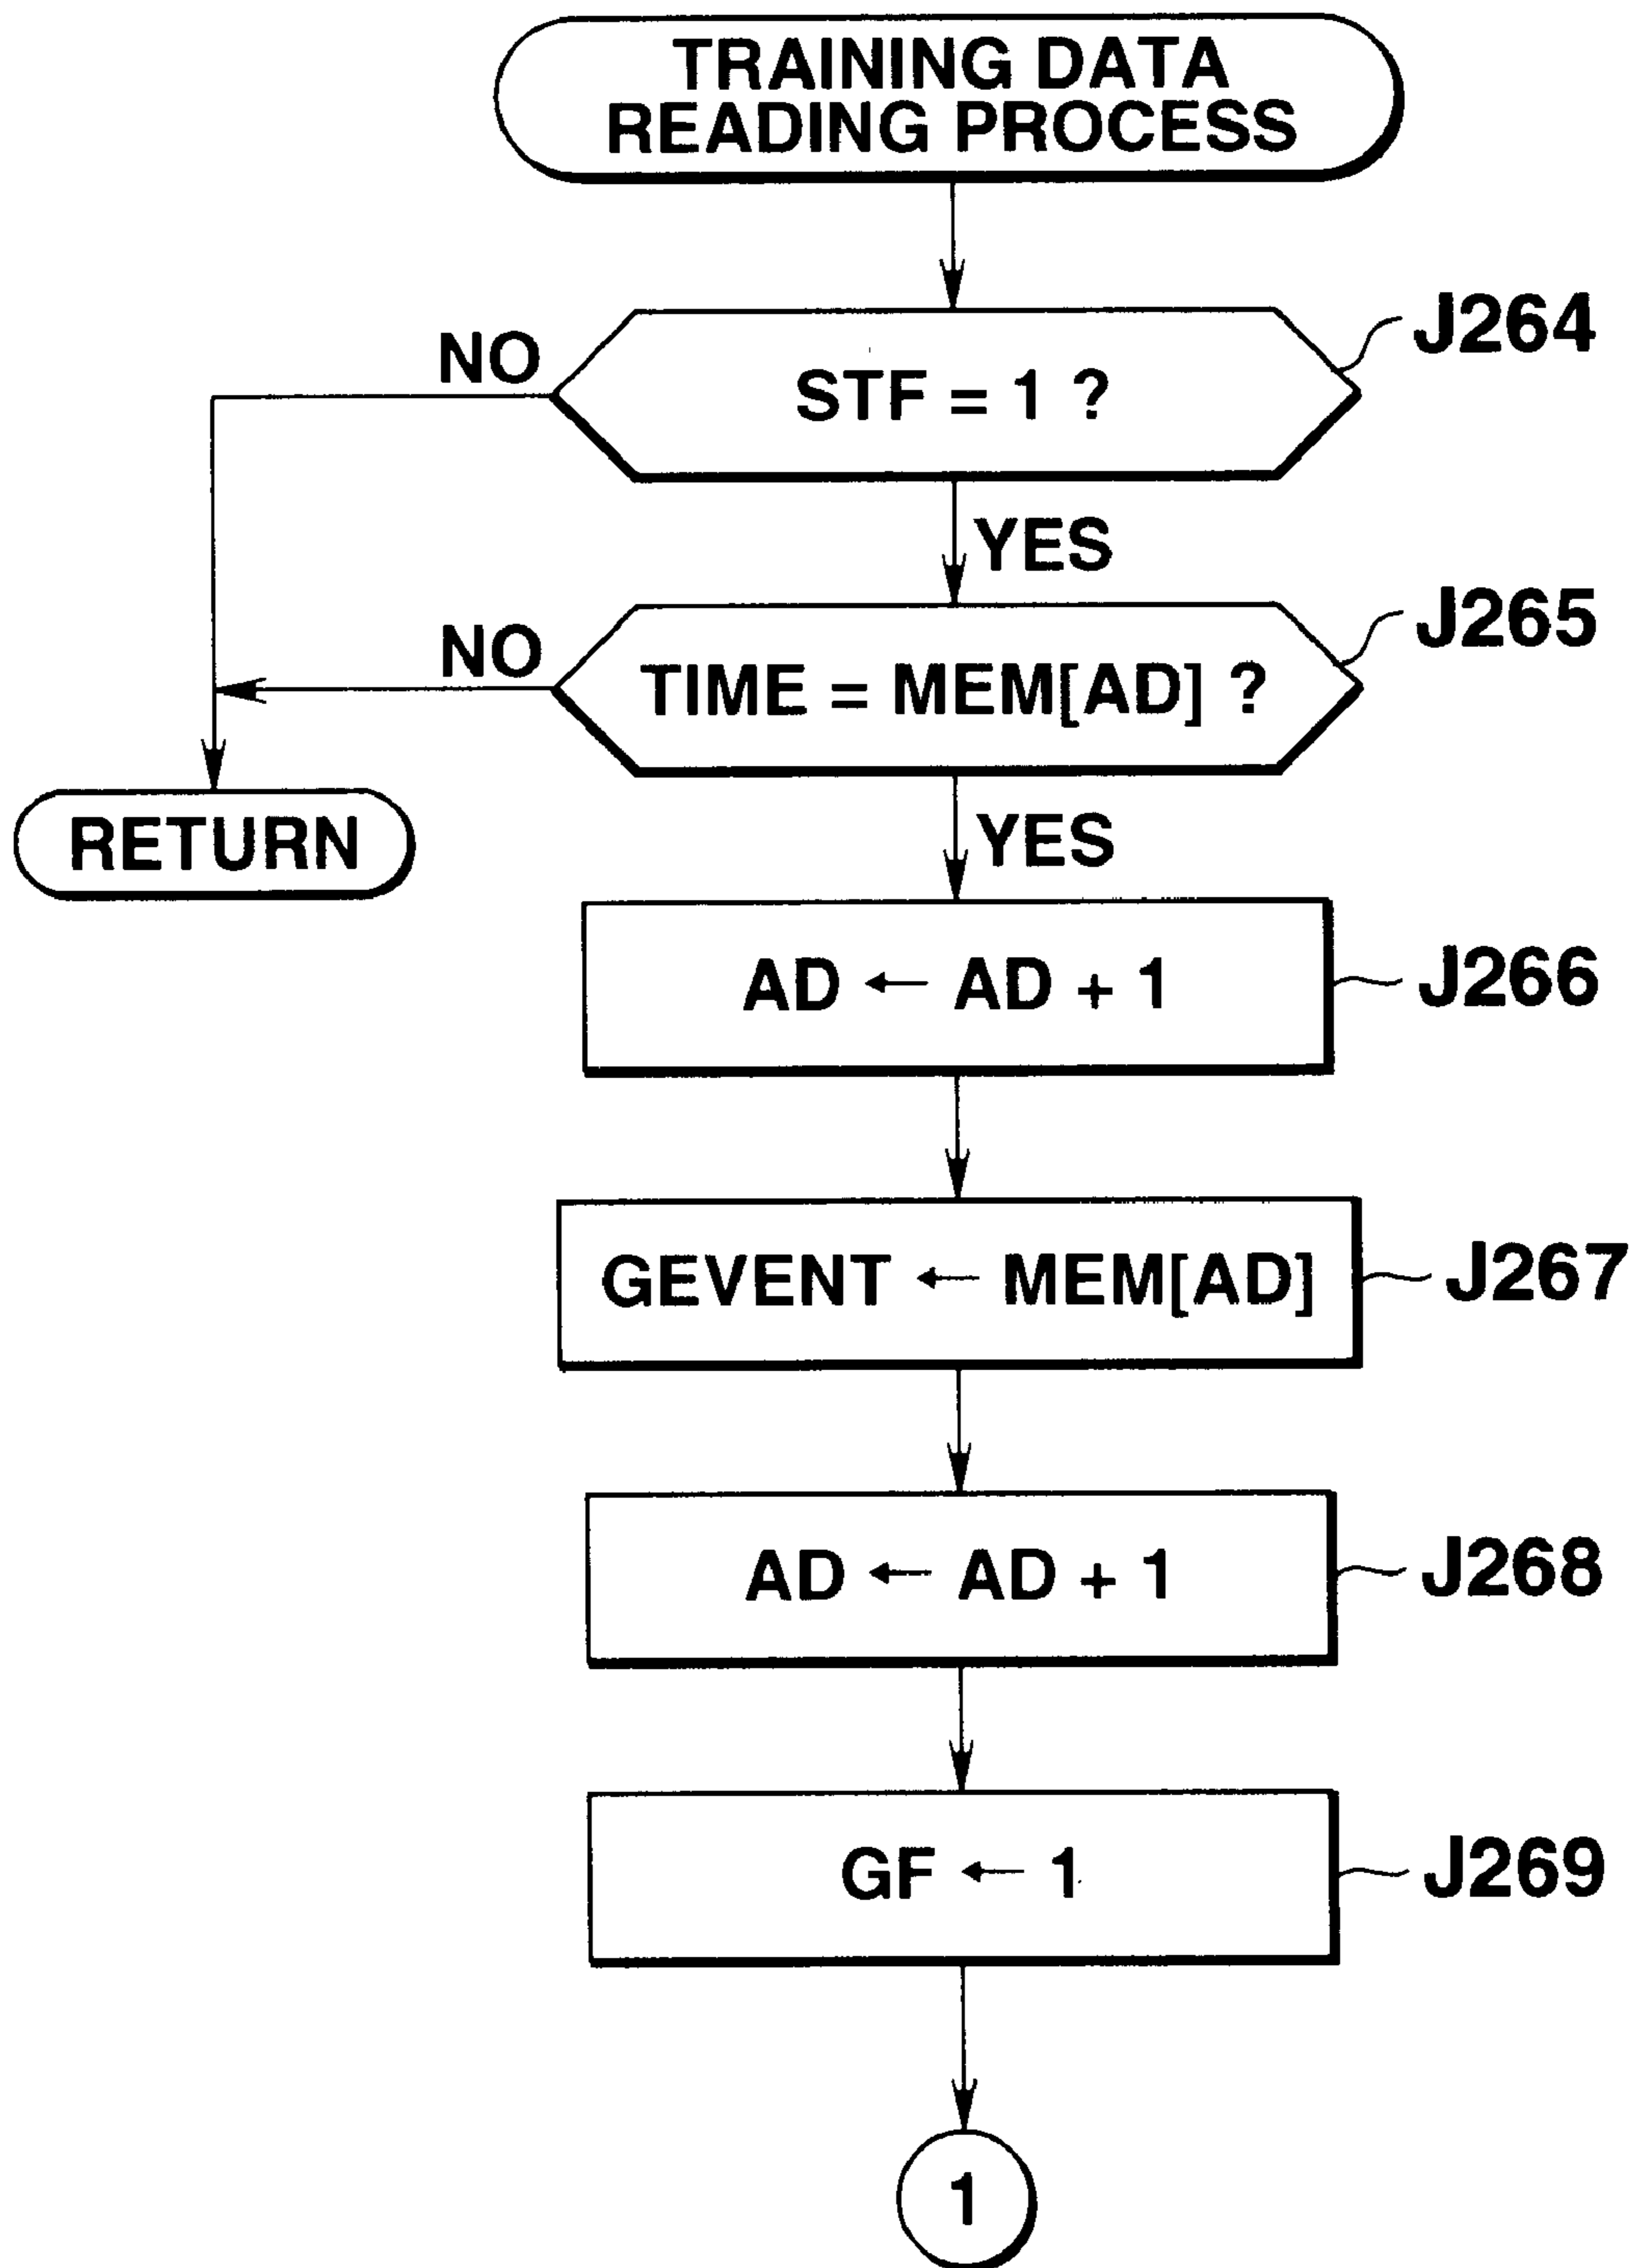 TRAINING DATA
READING PROCESS
J264
NO
STF = 1 ?
YES
J265
NO
TIME = MEM[AD] ?
RETURN
YES
AD ← AD + 1
J266
GEVENT ← MEM[AD]
J267
AD ← AD + 1
J268
GF ← 1
J269
1